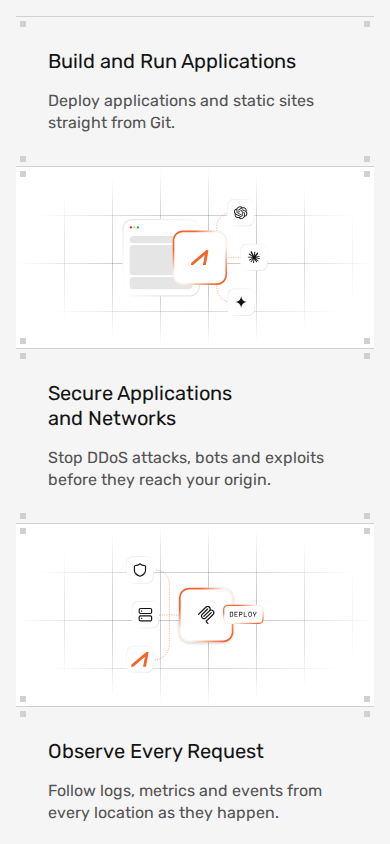 Build and Run Applications
Deploy applications and static sites
straight from Git.
Secure Applications
and Networks
Stop DDoS attacks, bots and exploits
before they reach your origin.
DEPLOY
Observe Every Request
Follow logs, metrics and events from
every location as they happen.